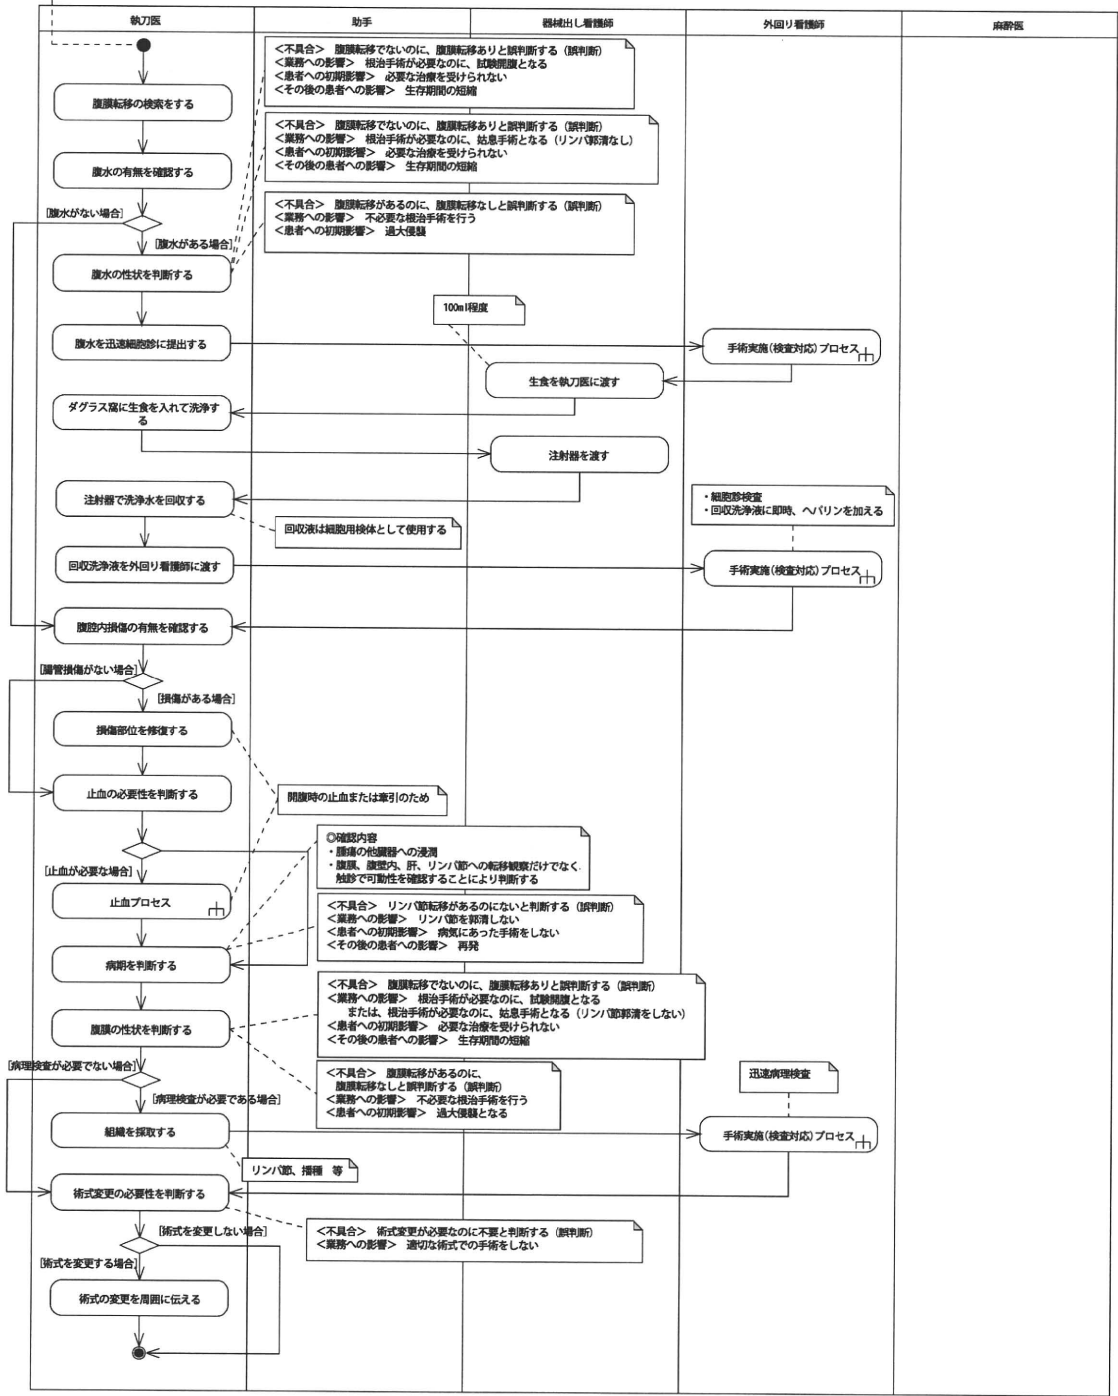 執刀医
助手
器械出し看護師
外回り看護師
麻酔医
＜不具合＞　腹膜転移でないのに、腹膜転移ありと誤判断する（誤判断）
＜業務への影響＞　根治手術が必要なのに、試験開腹となる
＜患者への初期影響＞　必要な治療を受けられない
＜その後の患者への影響＞　生存期間の短縮
腹膜転移の検索をする
＜不具合＞　腹膜転移でないのに、腹膜転移ありと誤判断する（誤判断）
＜業務への影響＞　根治手術が必要なのに、姑息手術となる（リンパ郭清なし）
＜患者への初期影響＞　必要な治療を受けられない
＜その後の患者への影響＞　生存期間の短縮
腹水の有無を確認する
[腹水がない場合]
＜不具合＞　腹膜転移があるのに、腹膜転移なしと誤判断する（誤判断）
＜業務への影響＞　不必要な根治手術を行う
＜患者への初期影響＞　過大侵襲
[腹水がある場合]
腹水の性状を判断する
100ml程度
腹水を迅速細胞診に提出する
手術実施(検査対応)プロセス
生食を執刀医に渡す
ダグラス窩に生食を入れて洗浄す
る
注射器を渡す
注射器で洗浄水を回収する
・細胞診検査
・回収洗浄液に即時、ヘパリンを加える
回収液は細胞用検体として使用する
回収洗浄液を外回り看護師に渡す
手術実施(検査対応)プロセス
腹腔内損傷の有無を確認する
[腸管損傷がない場合]
[損傷がある場合]
損傷部位を修復する
止血の必要性を判断する
開腹時の止血または牽引のため
◎確認内容
・腫瘍の他臓器への浸潤
・腹膜、腹壁内、肝、リンパ節への転移観察だけでなく、
触診で可動性を確認することにより判断する
[止血が必要な場合]
止血プロセス
＜不具合＞　リンパ節転移があるのにないと判断する（誤判断）
＜業務への影響＞　リンパ節を郭清しない
＜患者への初期影響＞　病気にあった手術をしない
＜その後の患者への影響＞　再発
病期を判断する
＜不具合＞　腹膜転移でないのに、腹膜転移ありと誤判断する（誤判断）
＜業務への影響＞　根治手術が必要なのに、試験開腹となる
または、根治手術が必要なのに、姑息手術となる（リンパ節郭清をしない）
＜患者への初期影響＞　必要な治療を受けられない
＜その後の患者への影響＞　生存期間の短縮
腹膜の性状を判断する
[病理検査が必要でない場合]
＜不具合＞　腹膜転移があるのに、
腹膜転移なしと誤判断する（誤判断）
＜業務への影響＞　不必要な根治手術を行う
＜患者への初期影響＞　過大侵襲となる
迅速病理検査
[病理検査が必要である場合]
組織を採取する
手術実施(検査対応)プロセス
リンパ節、播種　等
術式変更の必要性を判断する
[術式を変更しない場合]
＜不具合＞　術式変更が必要なのに不要と判断する（誤判断）
＜業務への影響＞　適切な術式での手術をしない
[術式を変更する場合]
術式の変更を周囲に伝える